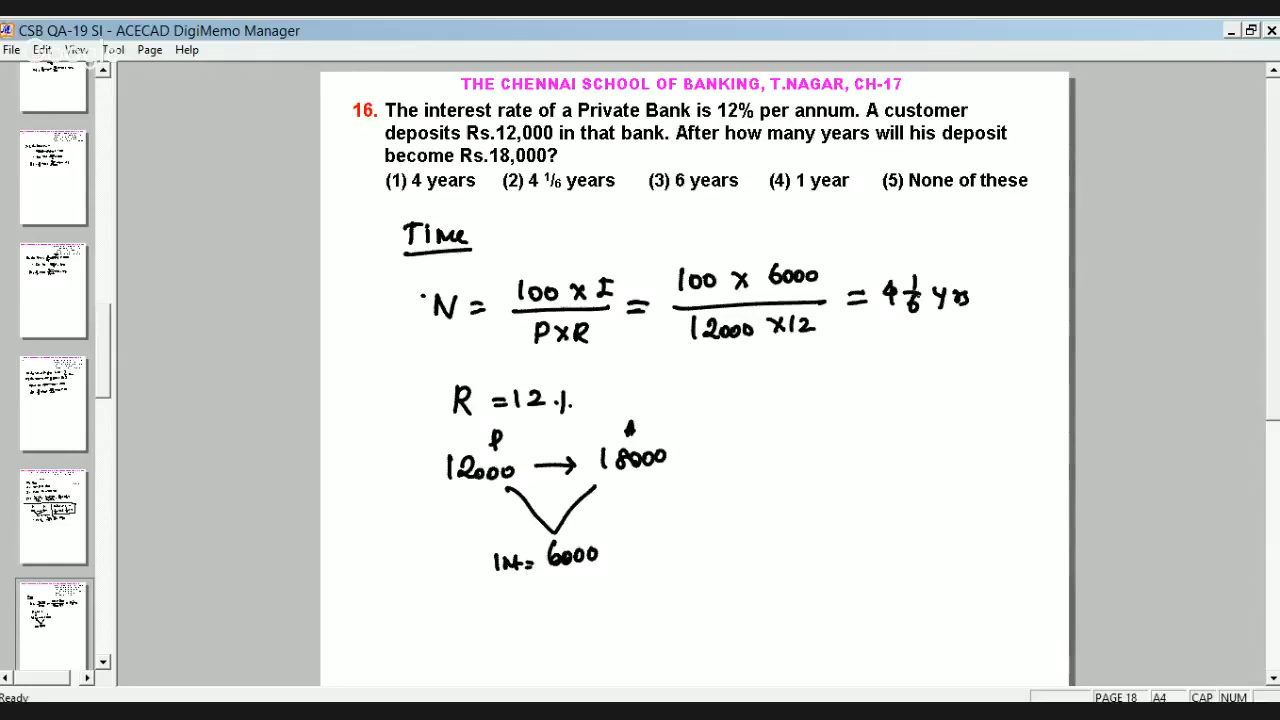 CSB QA-19 SI - ACECAD DigiMemo Manager
File Edit View Tool Page Help
THE CHENNAI SCHOOL OF BANKING, T.NAGAR, CH-17
16. The interest rate of a Private Bank is 12% per annum. A customer
deposits Rs.12,000 in that bank. After how many years will his deposit
become Rs.18,000?
(1) 4 years (2) 4 1/6 years (3) 6 years (4) 1 year (5) None of these
Time
N = 100 x I / P x R = 100 x 6000 / 12000 x 12 = 4 1/6 yrs
R = 12 %
P A
12000 → 18000
IN = 6000
Ready PAGE 18 A4 CAP NUM